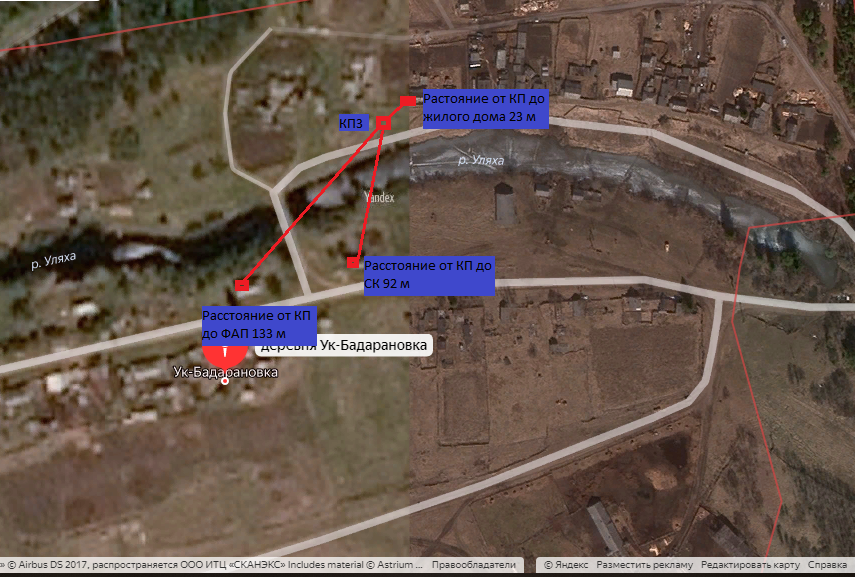 Растояние от КП до
жилого дома 23 м
КП3
р. Уляха
Yandex
р. Уляха
Расстояние от КП до
СК 92 м
Расстояние от КП
до ФАП 133 м
деревня Ук-Бадарановка
Ук-Бадарановка
» © Airbus DS 2017, распространяется ООО ИТЦ «СКАНЭКС» Includes material © Astrium ... Правообладатели
© Яндекс Разместить рекламу Редактировать карту Справка